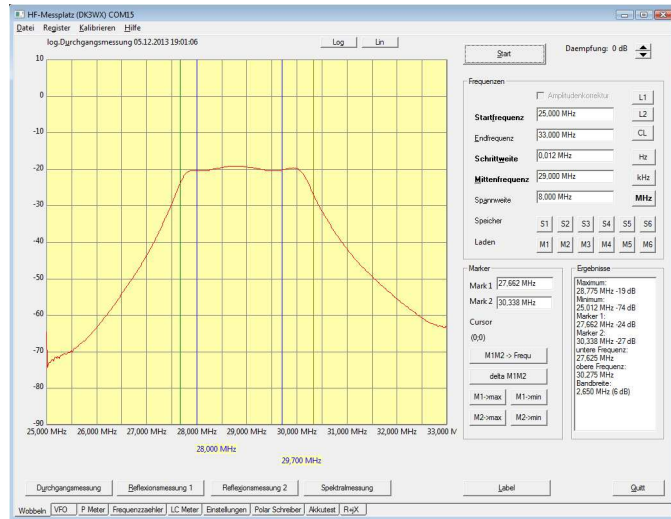 HF-Messplatz (DK3WX) COM15
Datei Register Kalibrieren Hilfe
log.Durchgangsmessung 05.12.2013 19:01:06
Log Lin
10
0
-10
-20
-30
-40
-50
-60
-70
-80
-90
25,000 MHz 26,000 MHz 27,000 MHz 28,000 MHz 29,000 MHz 30,000 MHz 31,000 MHz 32,000 MHz 33,000 M
28,000 MHz
29,700 MHz
Start
Daempfung: 0 dB
Frequenzen
Amplitudenkorrektur
L1
Startfrequenz 25,000 MHz L2
Endfrequenz 33,000 MHz CL
Schrittweite 0,012 MHz Hz
Mittenfrequenz 29,000 MHz kHz
Spannweite 8,000 MHz MHz
Speicher S1 S2 S3 S4 S5 S6
Laden M1 M2 M3 M4 M5 M6
Marker
Mark 1 27,662 MHz
Mark 2 30,338 MHz
Cursor
(0;0)
M1M2 -> Frequ
delta M1M2
M1->max M1->min
M2->max M2->min
Ergebnisse
Maximum:
28,775 MHz -19 dB
Minimum:
25,012 MHz -74 dB
Marker 1:
27,662 MHz -24 dB
Marker 2:
30,338 MHz -27 dB
untere Frequenz:
27,625 MHz
obere Frequenz:
30,275 MHz
Bandbreite:
2,650 MHz (6 dB)
Durchgangsmessung Reflexionsmessung 1 Reflexionsmessung 2 Spektralmessung
Label Quitt
Wobbeln VFO P Meter Frequenzzaehler LC Meter Einstellungen Polar Schreiber Akkutest R+jX